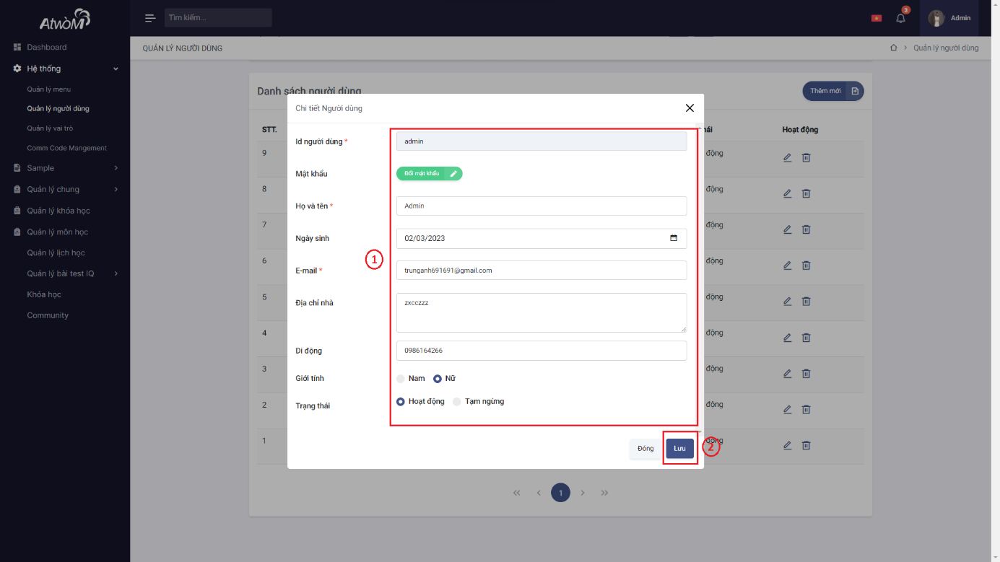 AtwoM
Tìm kiếm...
3
Admin
Dashboard
Hệ thống
Quản lý menu
Quản lý người dùng
Quản lý vai trò
Comm Code Mangement
Sample
Quản lý chung
Quản lý khóa học
Quản lý môn học
Quản lý lịch học
Quản lý bài test IQ
Khóa học
Community
QUẢN LÝ NGƯỜI DÙNG
Quản lý người dùng
Danh sách người dùng
Thêm mới
STT.
Hoạt động
9 động
8 động
7 động
6 động
5 động
4 động
3 động
2 động
1 động
Chi tiết Người dùng
Id người dùng *
admin
Mật khẩu
Đổi mật khẩu
Họ và tên *
Admin
Ngày sinh
02/03/2023
1
E-mail *
trunganh691691@gmail.com
Địa chỉ nhà
zxcczzz
Di động
0986164266
Giới tính
Nam Nữ
Trạng thái
Hoạt động Tạm ngừng
Đóng
Lưu
2
1